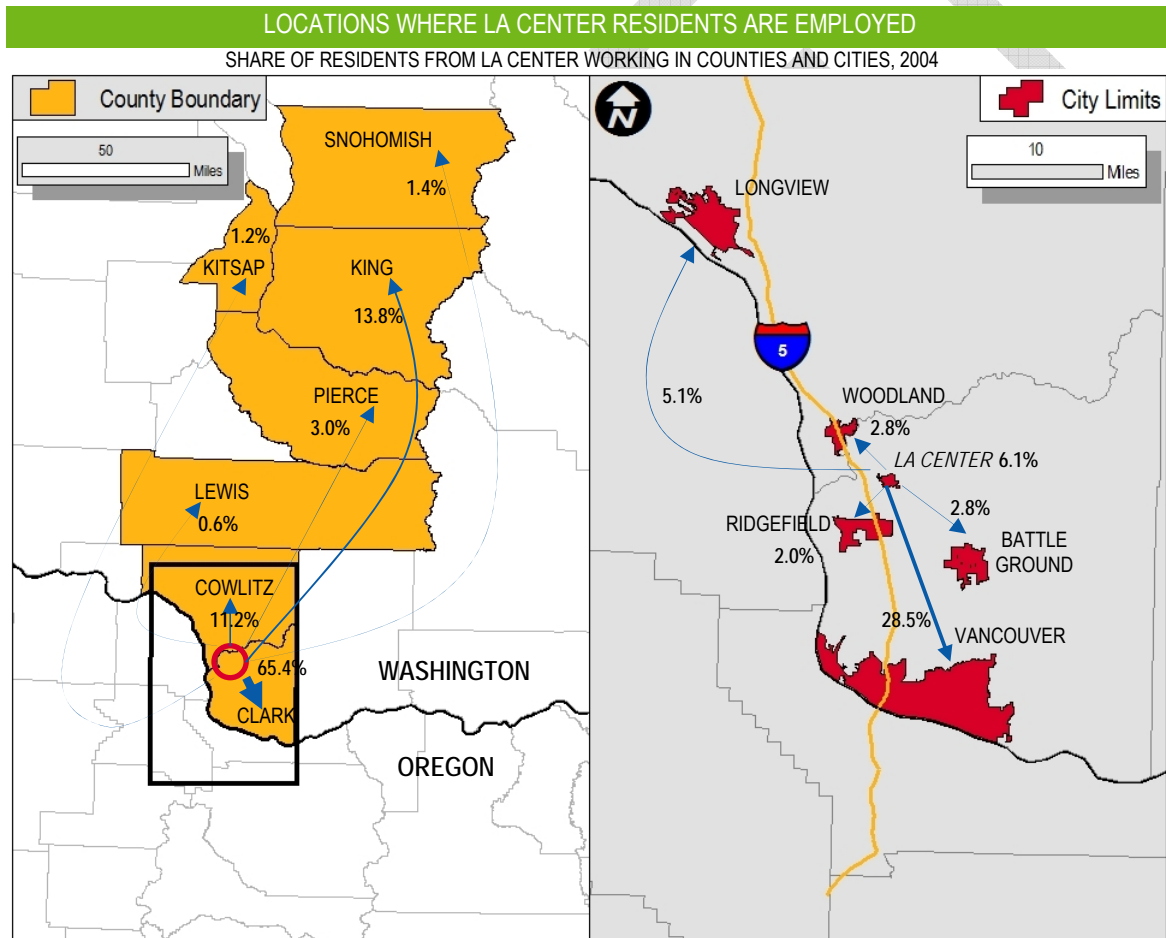 LOCATIONS WHERE LA CENTER RESIDENTS ARE EMPLOYED
SHARE OF RESIDENTS FROM LA CENTER WORKING IN COUNTIES AND CITIES, 2004
County Boundary
50
Miles
SNOHOMISH
1.4%
1.2%
KITSAP
KING
13.8%
PIERCE
3.0%
LEWIS
0.6%
COWLITZ
11.2%
65.4%
CLARK
WASHINGTON
OREGON
N
City Limits
10
Miles
LONGVIEW
5
5.1%
WOODLAND
2.8%
LA CENTER 6.1%
2.8%
RIDGEFIELD
2.0%
BATTLE
GROUND
28.5%
VANCOUVER